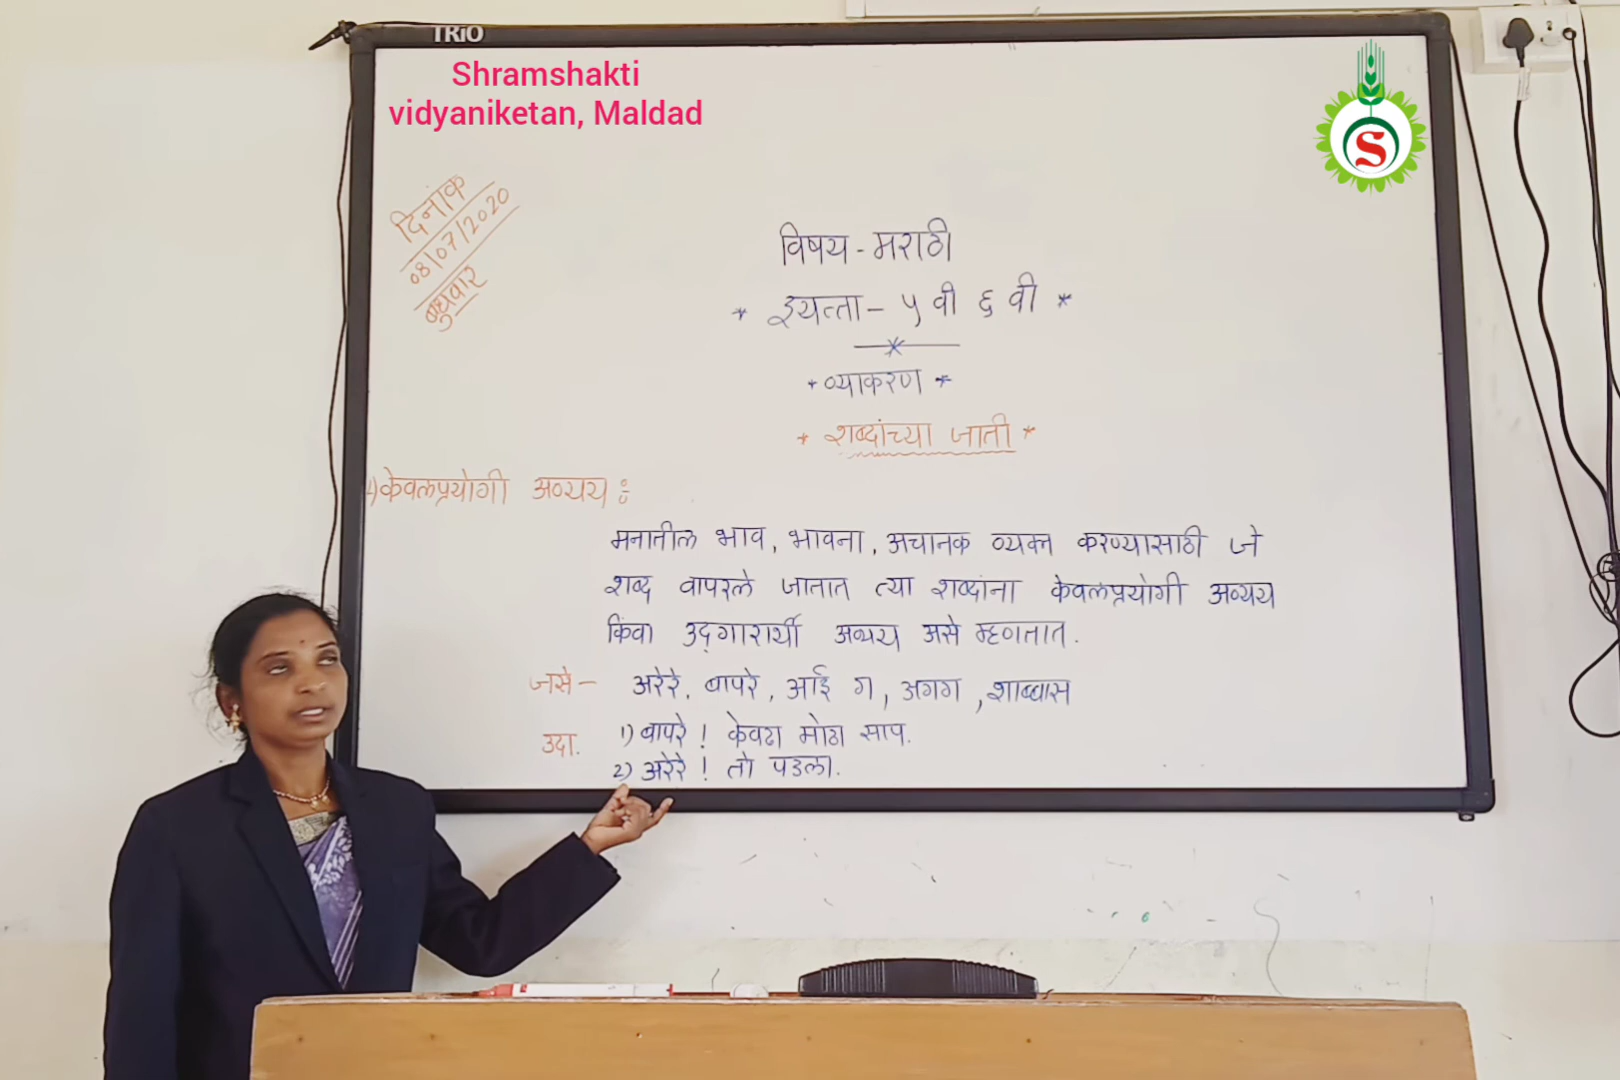 TRiO
Shramshakti
vidyaniketan, Maldad
S
दिनांक
08/07/2020
बुधवार
विषय - मराठी
* इयत्ता - ५ वी ६ वी *
* व्याकरण *
* शब्दांच्या जाती *
केवलप्रयोगी अव्यय :
मनातील भाव, भावना, अचानक व्यक्त करण्यासाठी जे
शब्द वापरले जातात त्या शब्दांना केवलप्रयोगी अव्यय
किंवा उद्गारार्थी अव्यय असे म्हणतात.
जसे - अरेरे, बापरे, आई ग, अगग, शाब्बास
उदा. 1) बापरे ! केवढा मोठा साप.
2) अरेरे ! तो पडला.